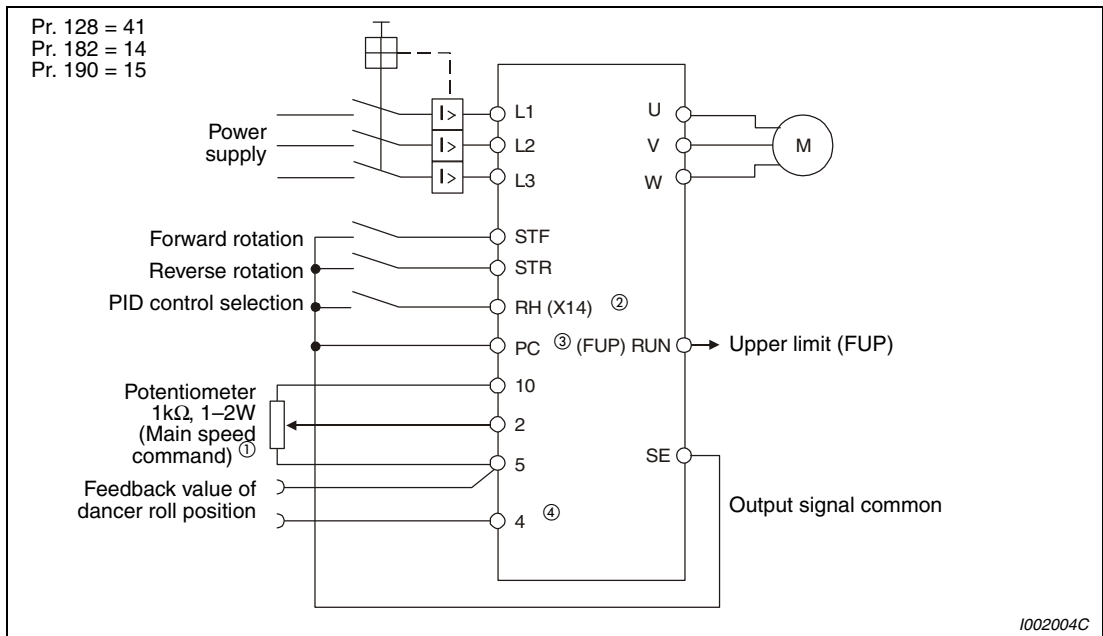 Pr. 128 = 41
Pr. 182 = 14
Pr. 190 = 15
Power
supply
I>
I>
I>
L1
L2
L3
U
V
W
M
Forward rotation
STF
Reverse rotation
STR
PID control selection
RH (X14) ②
PC ③ (FUP) RUN
Upper limit (FUP)
Potentiometer
1kΩ, 1–2W
(Main speed
command) ①
10
2
5
Feedback value of
dancer roll position
4 ④
SE
Output signal common
I002004C